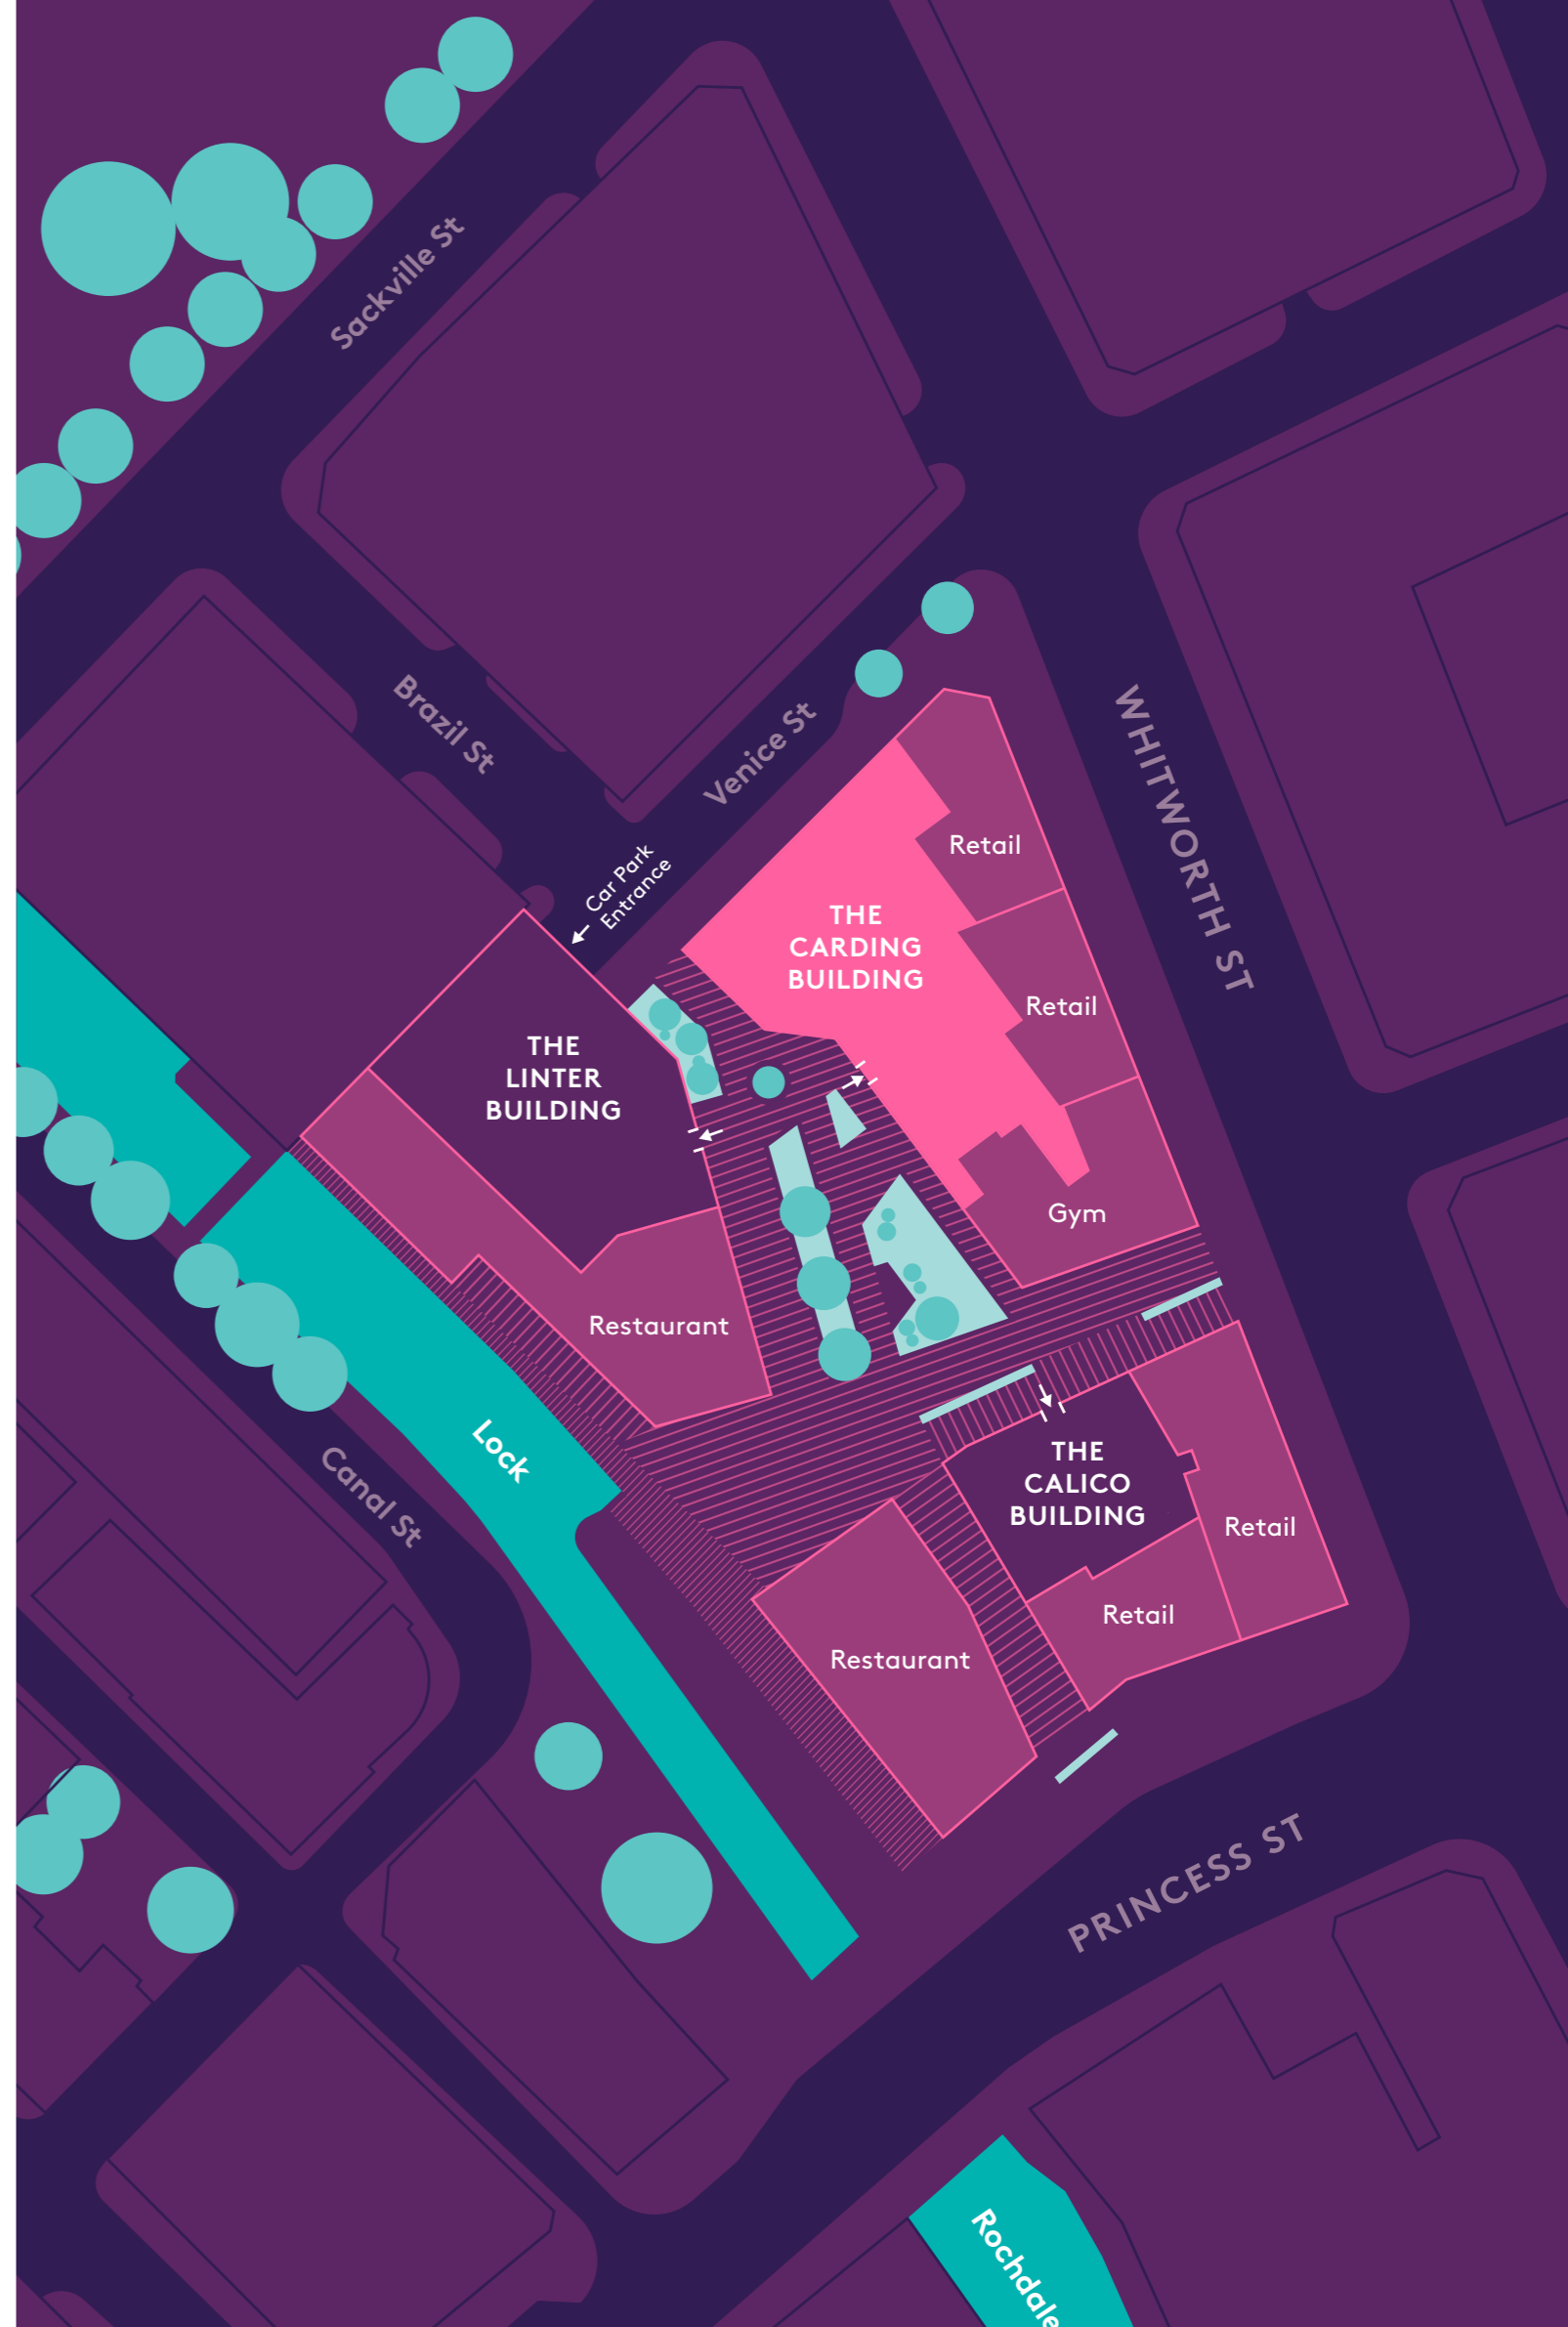 Sackville St
Brazil St
Venice St
WHITWORTH ST
Car Park
Entrance
Retail
THE
CARDING
BUILDING
Retail
THE
LINTER
BUILDING
Gym
Restaurant
Lock
Canal St
THE
CALICO
BUILDING
Retail
Retail
Restaurant
PRINCESS ST
Rochdale